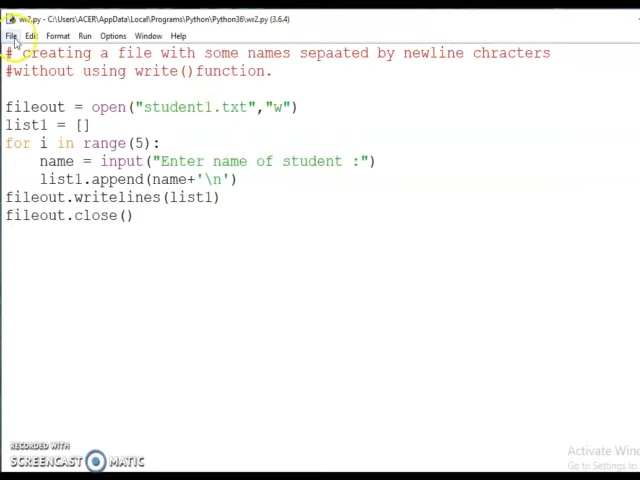 wr2.py - C:\Users\ACER\AppData\Local\Programs\Python\Python36\wr2.py (3.6.4)
File Edit Format Run Options Window Help
# creating a file with some names sepaated by newline chracters
#without using write()function.
fileout = open("student1.txt","w")
list1 = []
for i in range(5):
    name = input("Enter name of student :")
    list1.append(name+'\n')
fileout.writelines(list1)
fileout.close()
RECORDED WITH
SCREENCAST MATIC
Activate Win
Go to Settings to